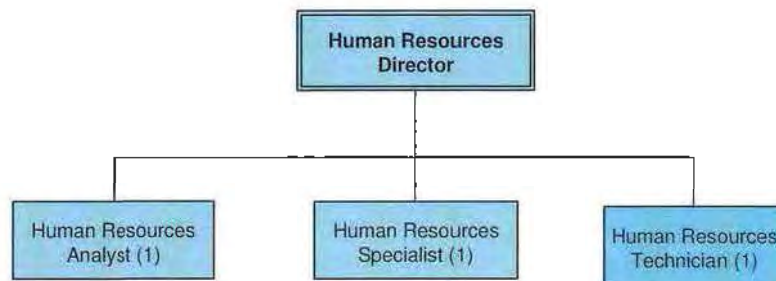 Human Resources
Director
Human Resources
Analyst (1)
Human Resources
Specialist (1)
Human Resources
Technician (1)